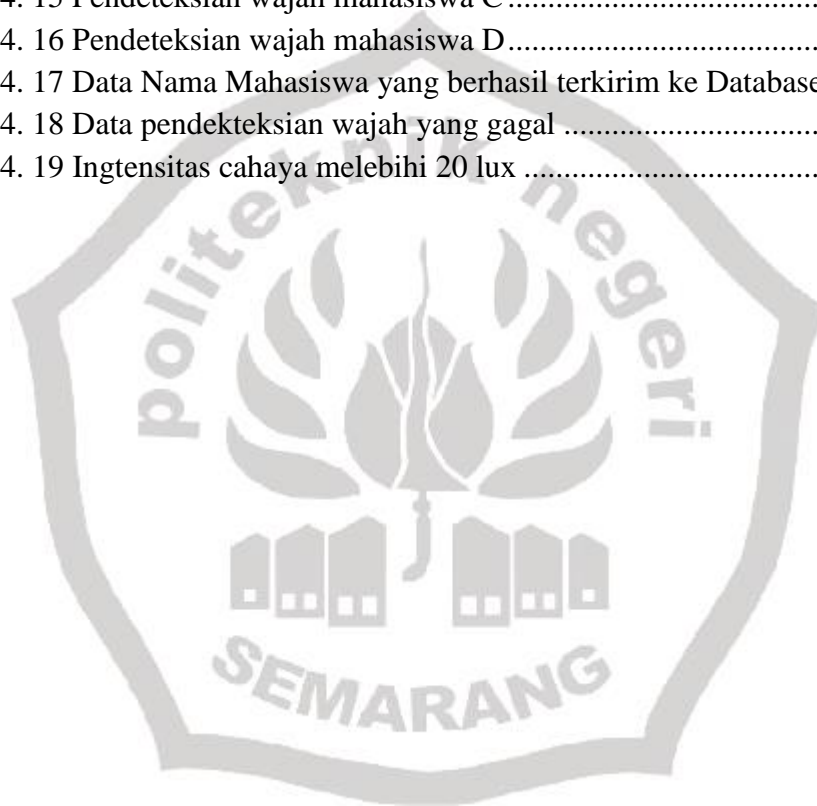 4. 15 Pendeteksian wajah mahasiswa C.......................................
4. 16 Pendeteksian wajah mahasiswa D.......................................
4. 17 Data Nama Mahasiswa yang berhasil terkirim ke Database
4. 18 Data pendekteksian wajah yang gagal ................................
4. 19 Ingtensitas cahaya melebihi 20 lux .....................................
politeknik negeri
SEMARANG